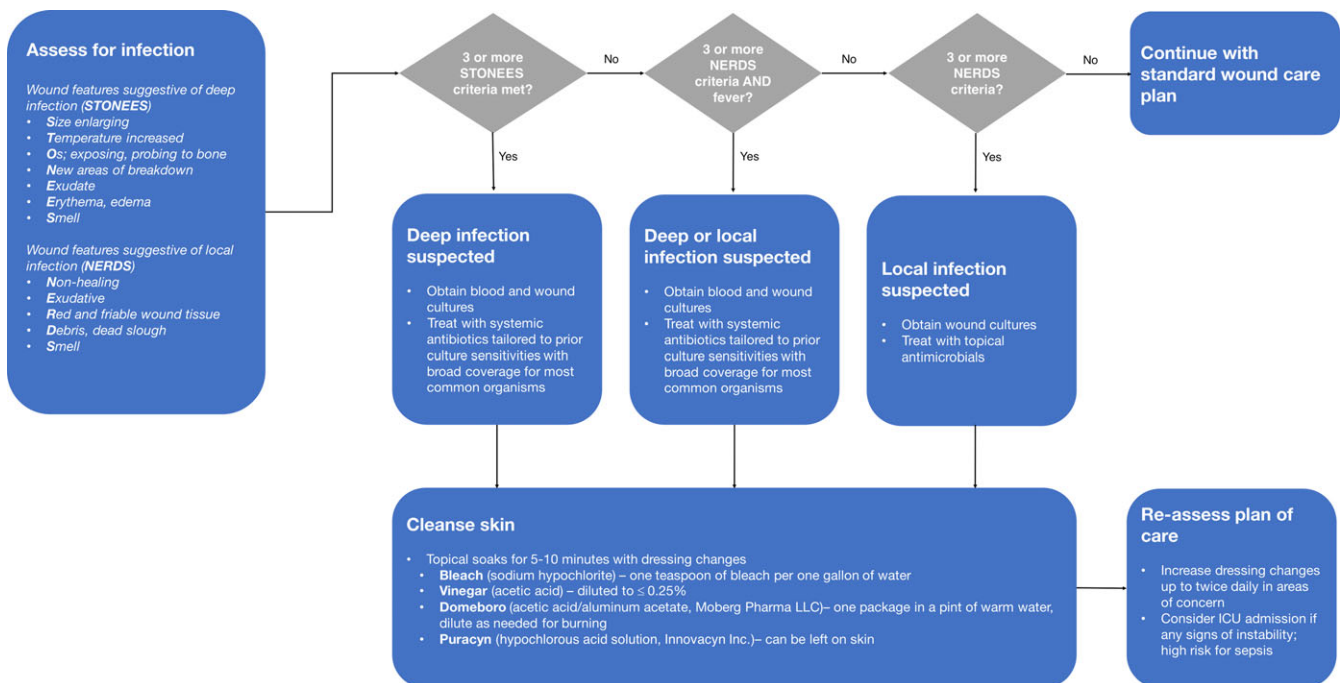 Assess for infection
Wound features suggestive of deep
infection (STONEES)
• Size enlarging
• Temperature increased
• Os; exposing, probing to bone
• New areas of breakdown
• Exudate
• Erythema, edema
• Smell
Wound features suggestive of local
infection (NERDS)
• Non-healing
• Exudative
• Red and friable wound tissue
• Debris, dead slough
• Smell
3 or more
STONEES
criteria met?
No
Yes
3 or more
NERDS
criteria AND
fever?
No
Yes
3 or more
NERDS
criteria?
No
Yes
Continue with
standard wound care
plan
Deep infection
suspected
• Obtain blood and wound
cultures
• Treat with systemic
antibiotics tailored to prior
culture sensitivities with
broad coverage for most
common organisms
Deep or local
infection suspected
• Obtain blood and wound
cultures
• Treat with systemic
antibiotics tailored to prior
culture sensitivities with
broad coverage for most
common organisms
Local infection
suspected
• Obtain wound cultures
• Treat with topical
antimicrobials
Cleanse skin
• Topical soaks for 5-10 minutes with dressing changes
• Bleach (sodium hypochlorite) – one teaspoon of bleach per one gallon of water
• Vinegar (acetic acid) – diluted to ≤ 0.25%
• Domeboro (acetic acid/aluminum acetate, Moberg Pharma LLC)– one package in a pint of warm water,
dilute as needed for burning
• Puracyn (hypochlorous acid solution, Innovacyn Inc.)– can be left on skin
Re-assess plan of
care
• Increase dressing changes
up to twice daily in areas
of concern
• Consider ICU admission if
any signs of instability;
high risk for sepsis